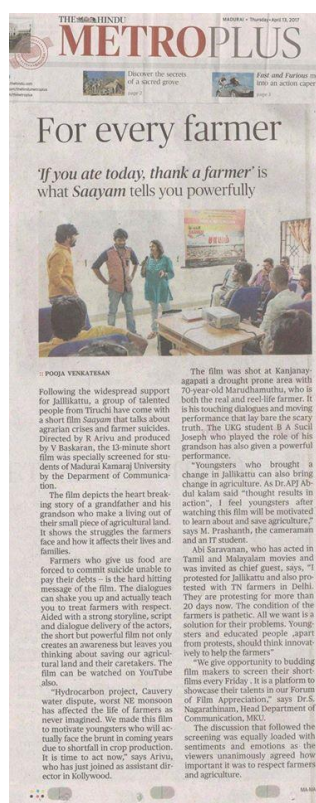 THE HINDU
MADURAI • Thursday • April 13, 2017
METROPLUS
Discover the secrets
of a sacred grove
page 3
East and Furious
into an action caper
page 4
For every farmer
'If you ate today, thank a farmer' is
what Saayam tells you powerfully
:: POOJA VENKATESAN
Following the widespread support
for Jalllikattu, a group of talented
people from Tiruchi have come with
a short film Saayam that talks about
agrarian crises and farmer suicides.
Directed by R Arivu and produced
by V Baskaran, the 13-minute short
film was specially screened for stu-
dents of Madurai Kamaraj University
by the Deparment of Communica-
tion.
The film depicts the heart break-
ing story of a grandfather and his
grandson who make a living out of
their small piece of agricultural land.
It shows the struggles the farmers
face and how it affects their lives and
families.
Farmers who give us food are
forced to commit suicide unable to
pay their debts – is the hard hitting
message of the film. The dialogues
can shake you up and actually teach
you to treat farmers with respect.
Aided with a strong storyline, script
and dialogue delivery of the actors,
the short but powerful film not only
creates an awareness but leaves you
thinking about saving our agricul-
tural land and their caretakers. The
film can be watched on YouTube
also.
"Hydrocarbon project, Cauvery
water dispute, worst NE monsoon
has affected the life of farmers as
never imagined. We made this film
to motivate youngsters who will ac-
tually face the brunt in coming years
due to shortfall in crop production.
It is time to act now," says Arivu,
who has just joined as assistant dir-
ector in Kollywood.
The film was shot at Kanjanay-
agapati a drought prone area with
70-year-old Marudhamuthu, who is
both the real and reel-life farmer. It
is his touching dialogues and moving
performance that lay bare the scary
truth. The UKG student B A Sucil
Joseph who played the role of his
grandson has also given a powerful
performance.
"Youngsters who brought a
change in Jalikattu can also bring
change in agriculture. As Dr.APJ Ab-
dul kalam said "thought results in
action", I feel youngsters after
watching this film will be motivated
to learn about and save agriculture,"
says M. Prashanth, the cameraman
and an IT student.
Abi Saravanan, who has acted in
Tamil and Malayalam movies and
was invited as chief guest, says, "I
protested for Jallikattu and also pro-
tested with TN farmers in Delhi.
They are protesting for more than
20 days now. The condition of the
farmers is pathetic. All we want is a
solution for their problems. Young-
sters and educated people ,apart
from protests, should think innovat-
ively to help the farmers"
"We give opportunity to budding
film makers to screen their short-
films every Friday . It is a platform to
showcase their talents in our Forum
of Film Appreciation," says Dr.S.
Nagarathinam, Head Department of
Communication, MKU.
The discussion that followed the
screening was equally loaded with
sentiments and emotions as the
viewers unanimously agreed how
important it was to respect farmers
and agriculture.